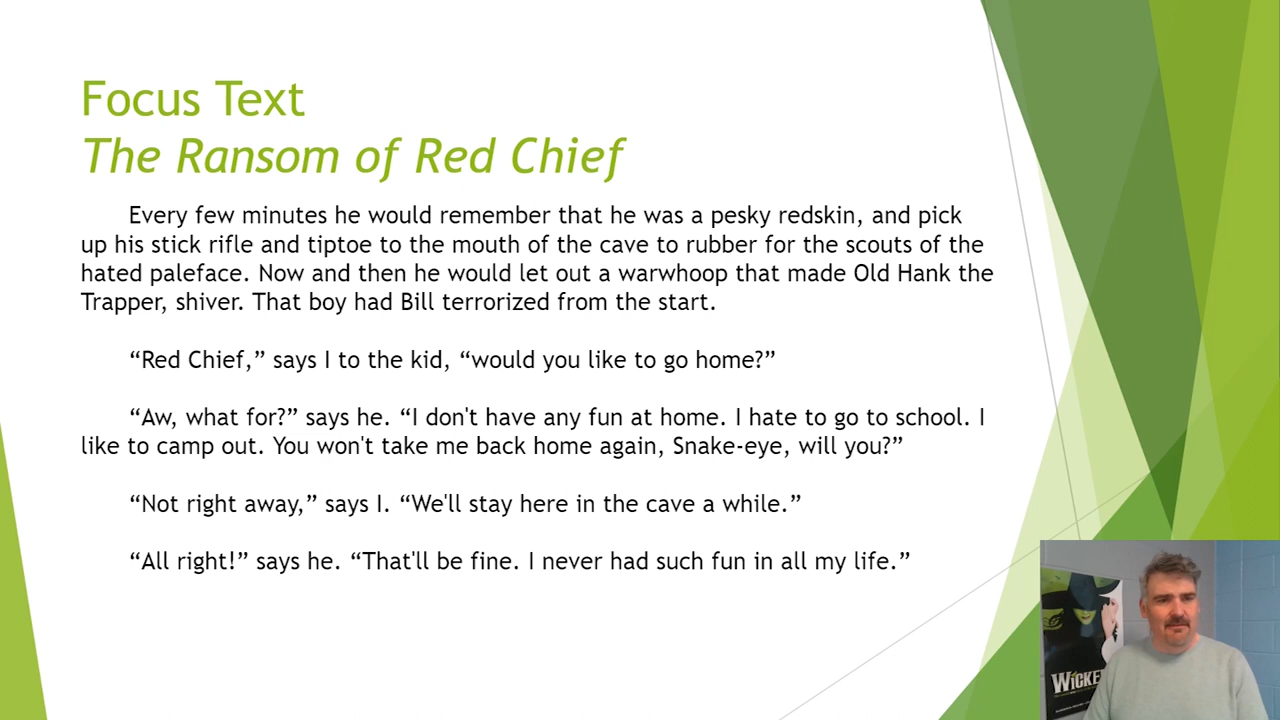 Focus Text
The Ransom of Red Chief
Every few minutes he would remember that he was a pesky redskin, and pick
up his stick rifle and tiptoe to the mouth of the cave to rubber for the scouts of the
hated paleface. Now and then he would let out a warwhoop that made Old Hank the
Trapper, shiver. That boy had Bill terrorized from the start.
“Red Chief,” says I to the kid, “would you like to go home?”
“Aw, what for?” says he. “I don't have any fun at home. I hate to go to school. I
like to camp out. You won't take me back home again, Snake-eye, will you?”
“Not right away,” says I. “We'll stay here in the cave a while.”
“All right!” says he. “That'll be fine. I never had such fun in all my life.”
WICKE